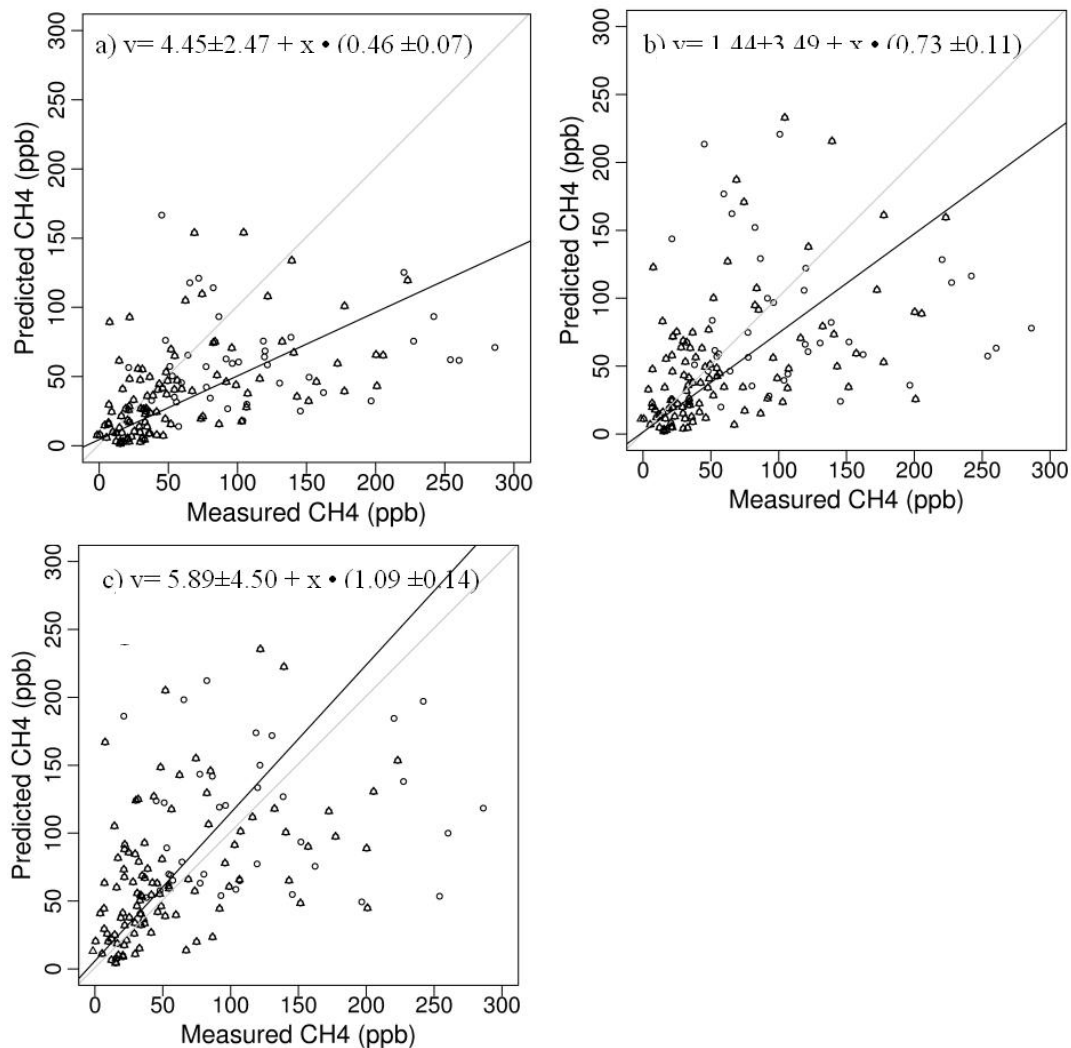 a) v= 4.45±2.47 + x • (0.46 ±0.07)
300
250
200
150
100
50
0
Predicted CH4 (ppb)
0 50 100 150 200 250 300
Measured CH4 (ppb)
b) v= 1.44±3.49 + x • (0.73 ±0.11)
300
250
200
150
100
50
0
Predicted CH4 (ppb)
0 50 100 150 200 250 300
Measured CH4 (ppb)
c) v= 5.89±4.50 + x • (1.09 ±0.14)
300
250
200
150
100
50
0
Predicted CH4 (ppb)
0 50 100 150 200 250 300
Measured CH4 (ppb)